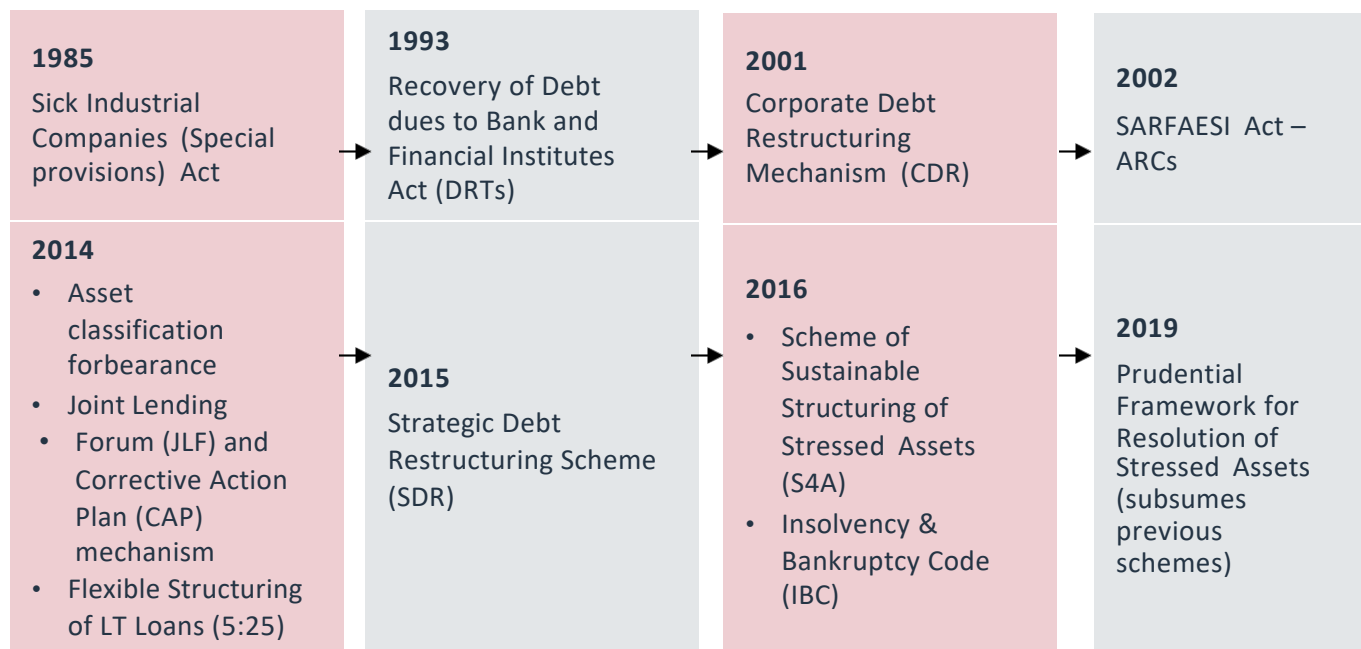 1985
Sick Industrial
Companies (Special
provisions) Act
1993
Recovery of Debt
dues to Bank and
Financial Institutes
Act (DRTs)
2001
Corporate Debt
Restructuring
Mechanism (CDR)
2002
SARFAESI Act –
ARCs
2014
• Asset
classification
forbearance
• Joint Lending
• Forum (JLF) and
Corrective Action
Plan (CAP)
mechanism
• Flexible Structuring
of LT Loans (5:25)
2015
Strategic Debt
Restructuring Scheme
(SDR)
2016
• Scheme of
Sustainable
Structuring of
Stressed Assets
(S4A)
• Insolvency &
Bankruptcy Code
(IBC)
2019
Prudential
Framework for
Resolution of
Stressed Assets
(subsumes
previous
schemes)